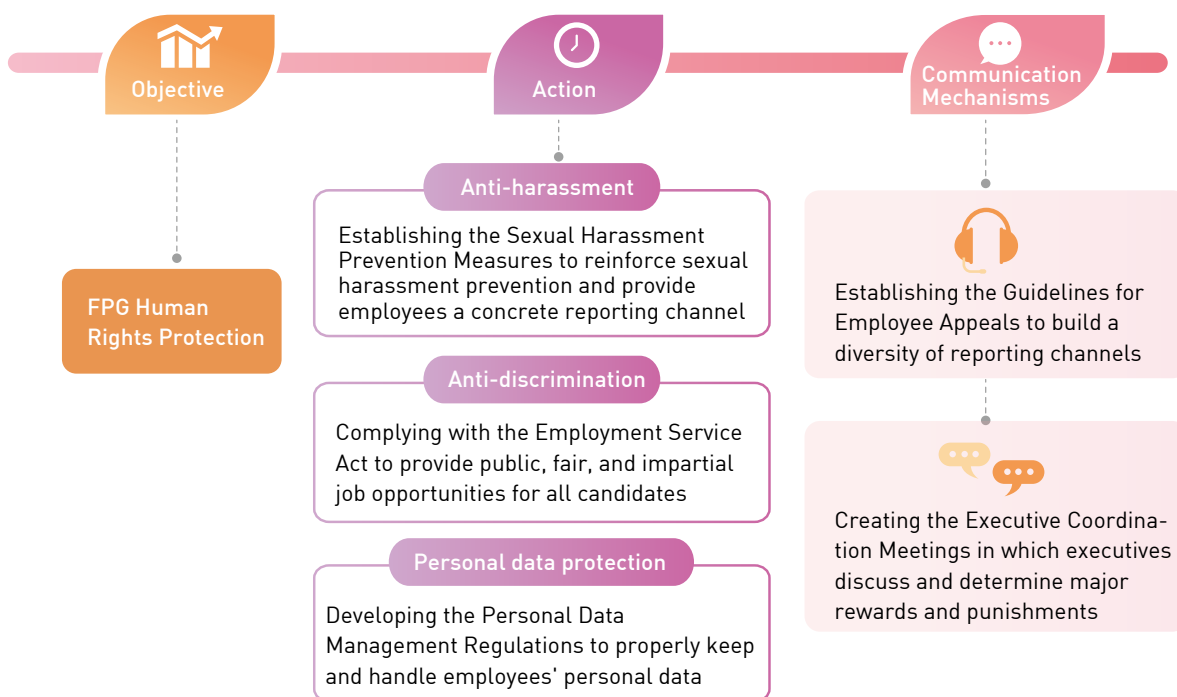 Objective
Action
Communication
Mechanisms
FPG Human
Rights Protection
Anti-harassment
Establishing the Sexual Harassment
Prevention Measures to reinforce sexual
harassment prevention and provide
employees a concrete reporting channel
Anti-discrimination
Complying with the Employment Service
Act to provide public, fair, and impartial
job opportunities for all candidates
Personal data protection
Developing the Personal Data
Management Regulations to properly keep
and handle employees' personal data
Establishing the Guidelines for
Employee Appeals to build a
diversity of reporting channels
Creating the Executive Coordina-
tion Meetings in which executives
discuss and determine major
rewards and punishments